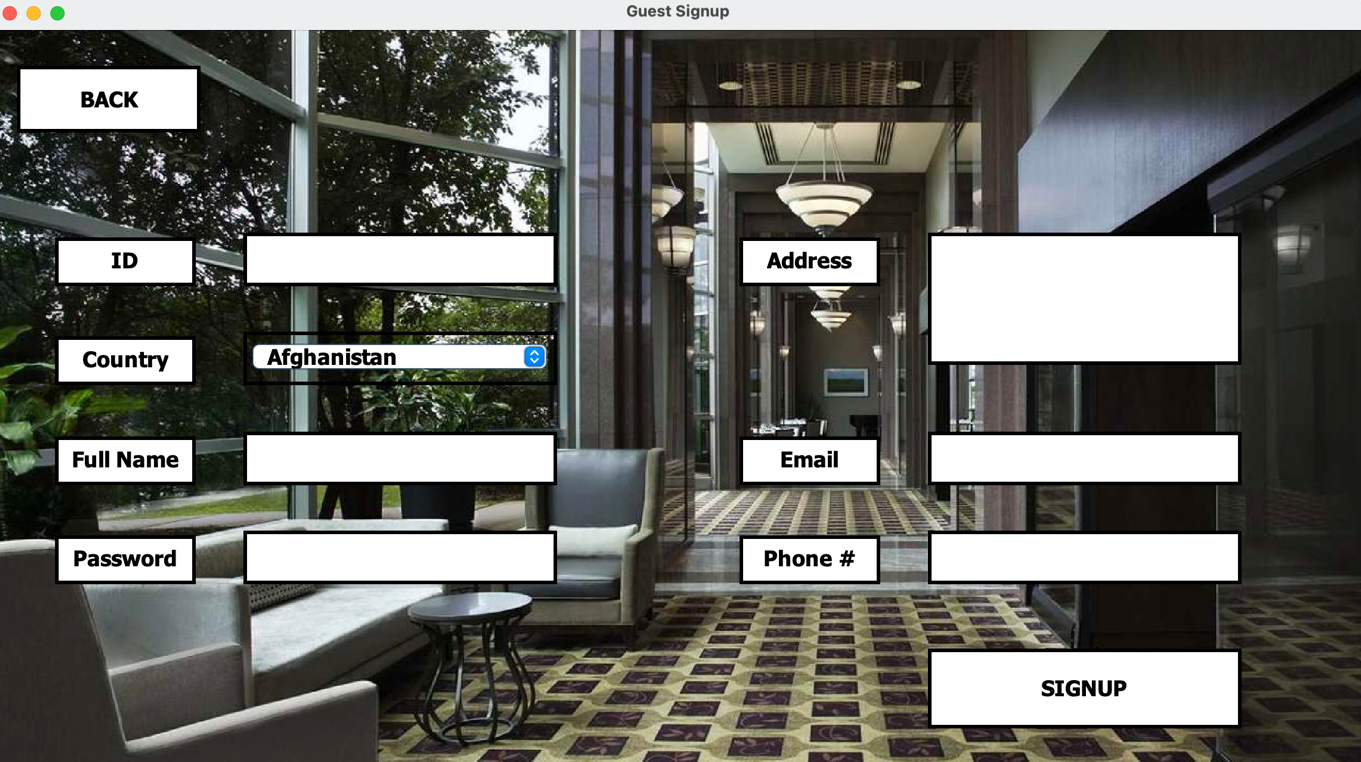 Guest Signup
BACK
ID
Address
Country
Afghanistan
Full Name
Email
Password
Phone #
SIGNUP